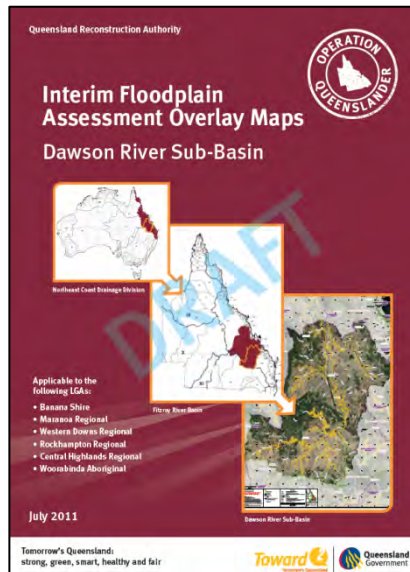 Queensland Reconstruction Authority
OPERATION
QUEENSLANDER
Interim Floodplain
Assessment Overlay Maps
Dawson River Sub-Basin
DRAFT
Northeast Coast Drainage Division
Fitzroy River Basin
Applicable to the
following LGAs:
• Banana Shire
• Maranoa Regional
• Western Downs Regional
• Rockhampton Regional
• Central Highlands Regional
• Woorabinda Aboriginal
Dawson River Sub-Basin
July 2011
Tomorrow's Queensland:
strong, green, smart, healthy and fair
Toward Q2
Tomorrow's Queensland
Queensland
Government